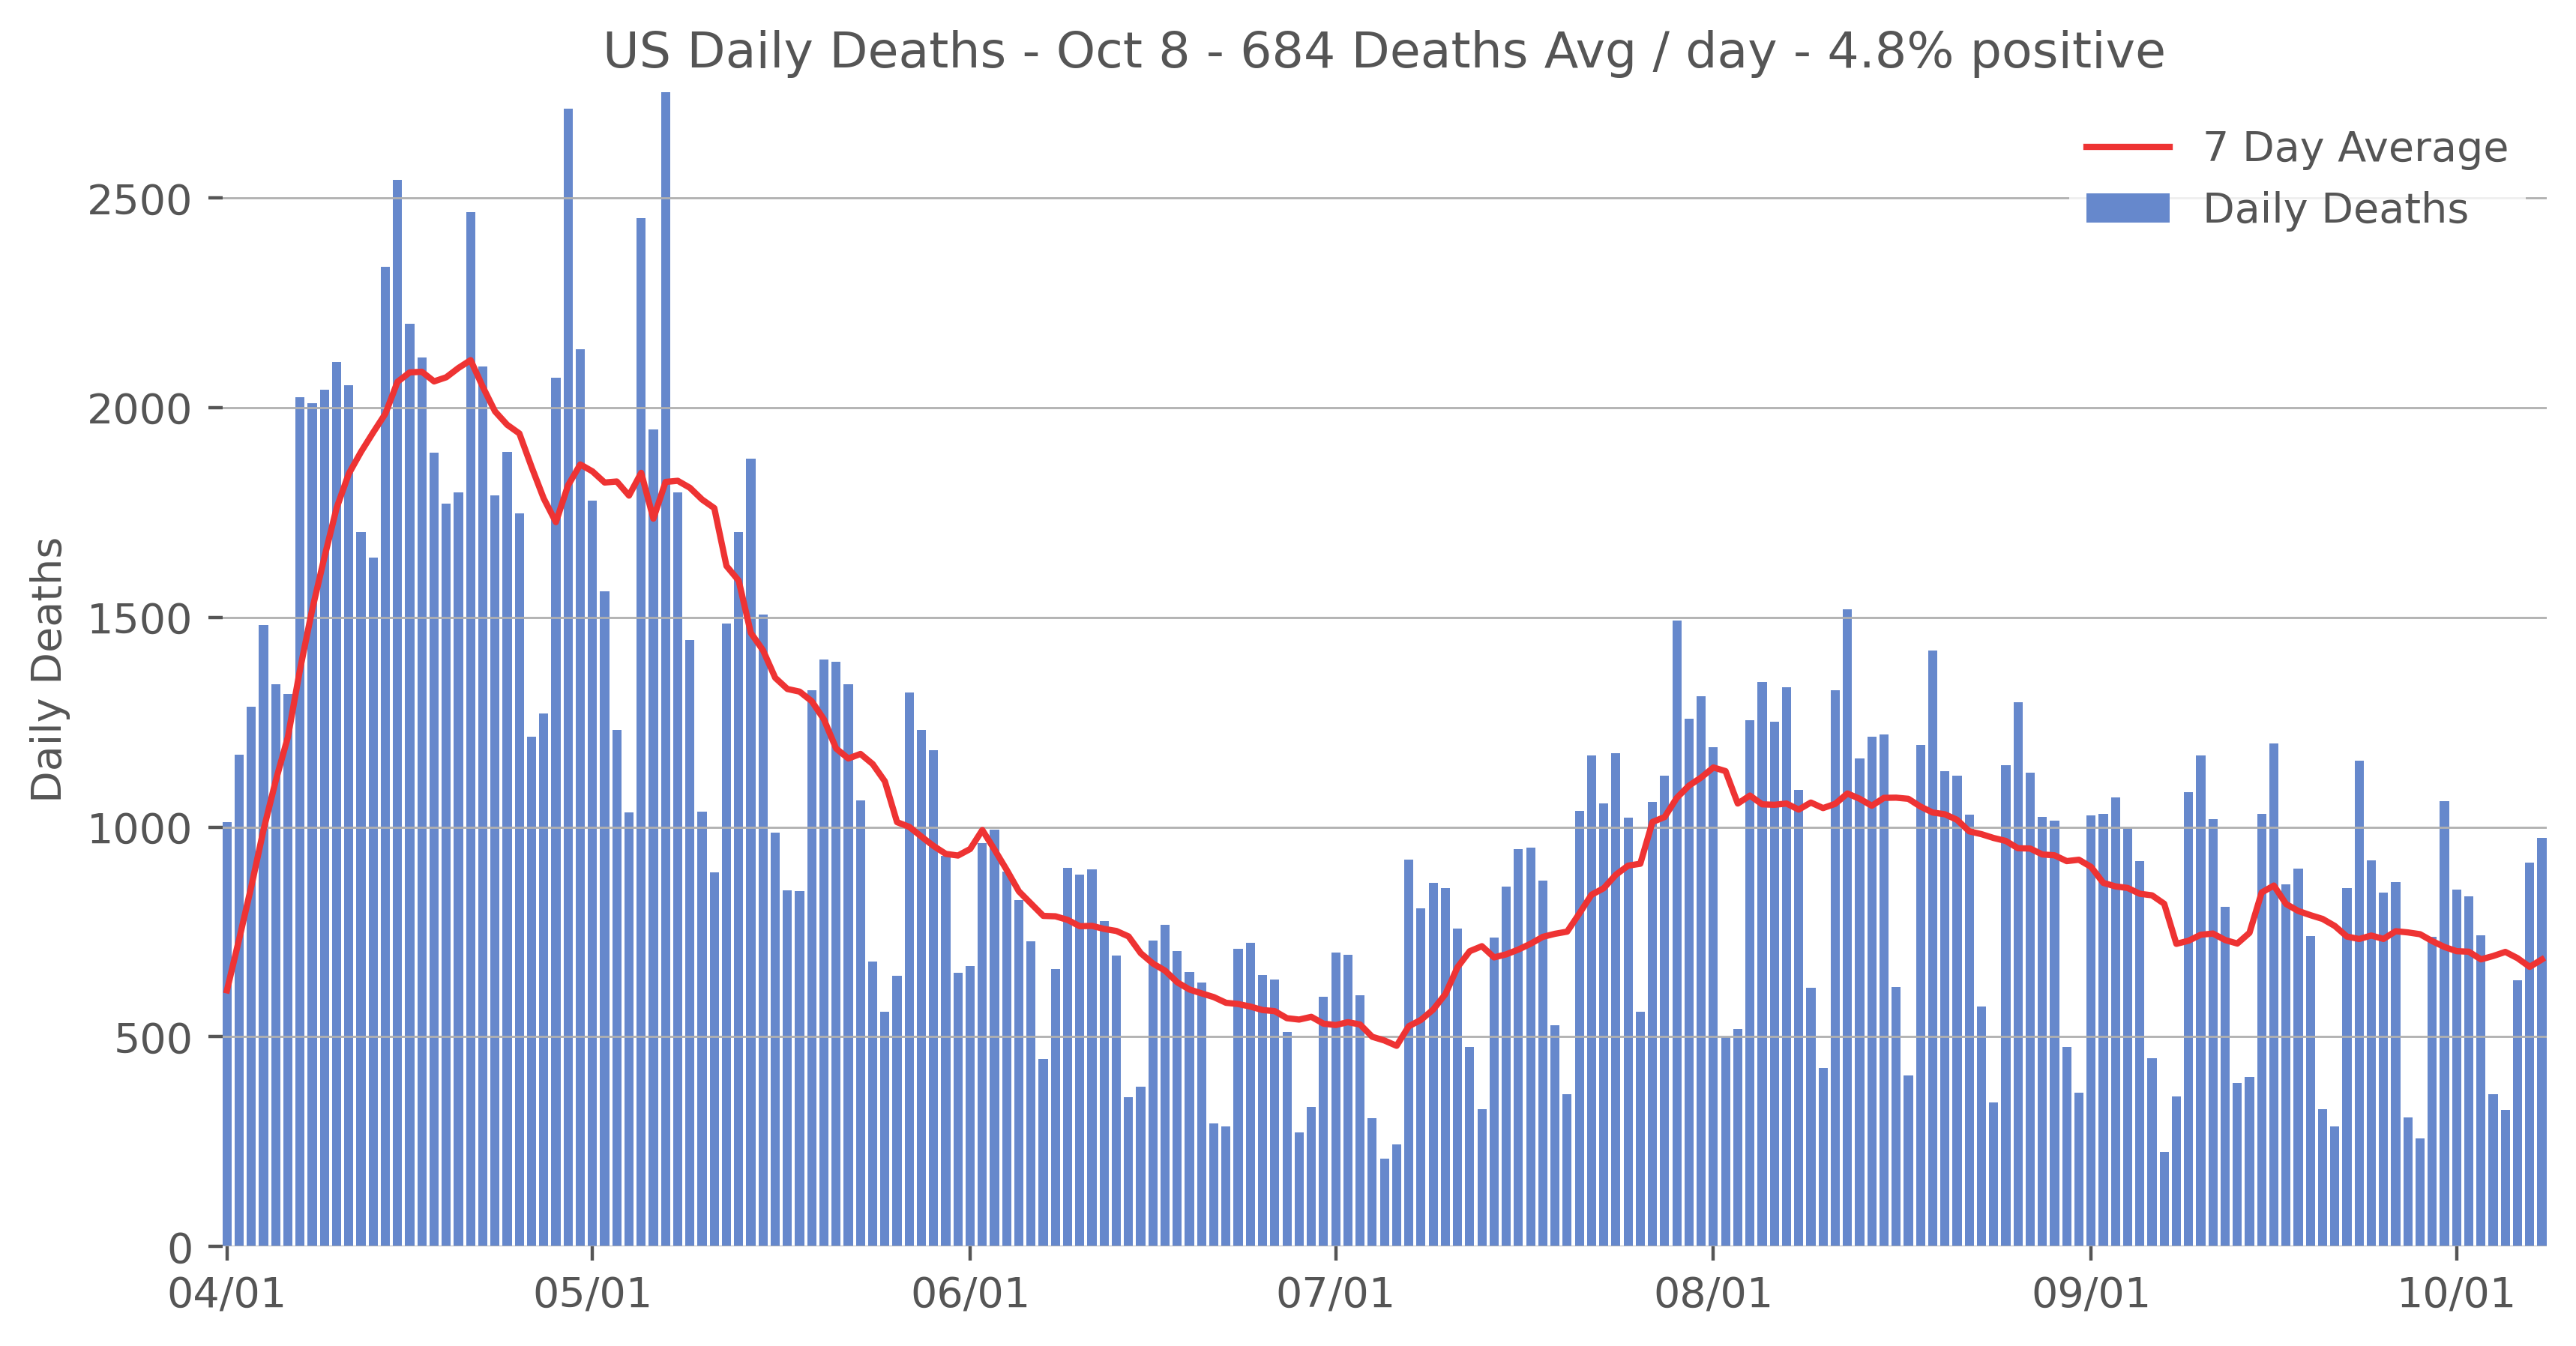 US Daily Deaths - Oct 8 - 684 Deaths Avg / day - 4.8% positive
7 Day Average
Daily Deaths
Daily Deaths
2500
2000
1500
1000
500
0
04/01 05/01 06/01 07/01 08/01 09/01 10/01